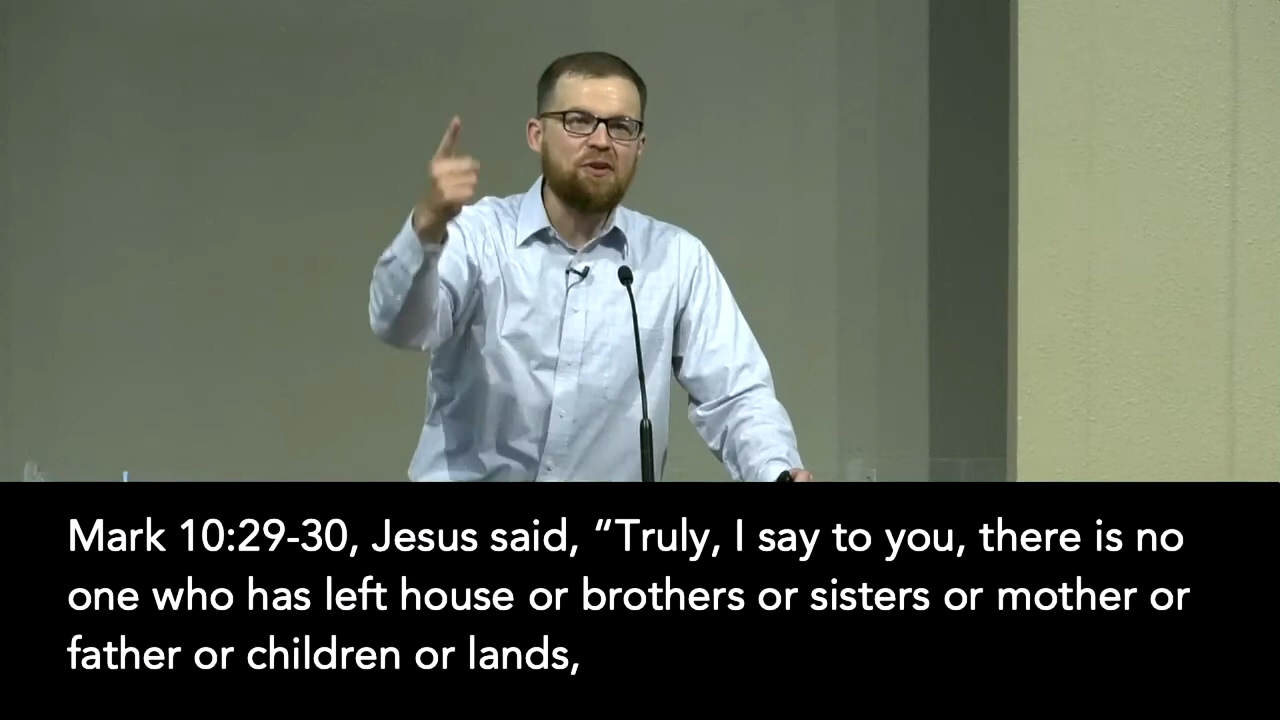 Mark 10:29-30, Jesus said, “Truly, I say to you, there is no
one who has left house or brothers or sisters or mother or
father or children or lands,